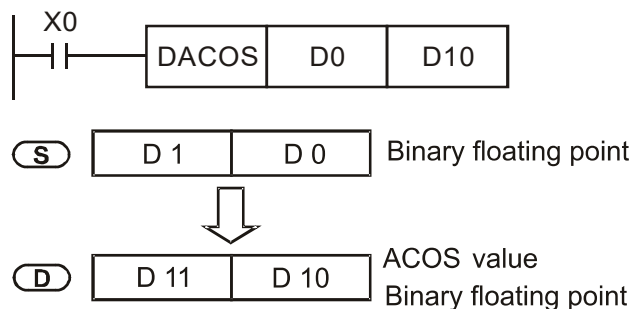 X0
DACOS D0 D10
S D 1 D 0 Binary floating point
D D 11 D 10 ACOS value
Binary floating point